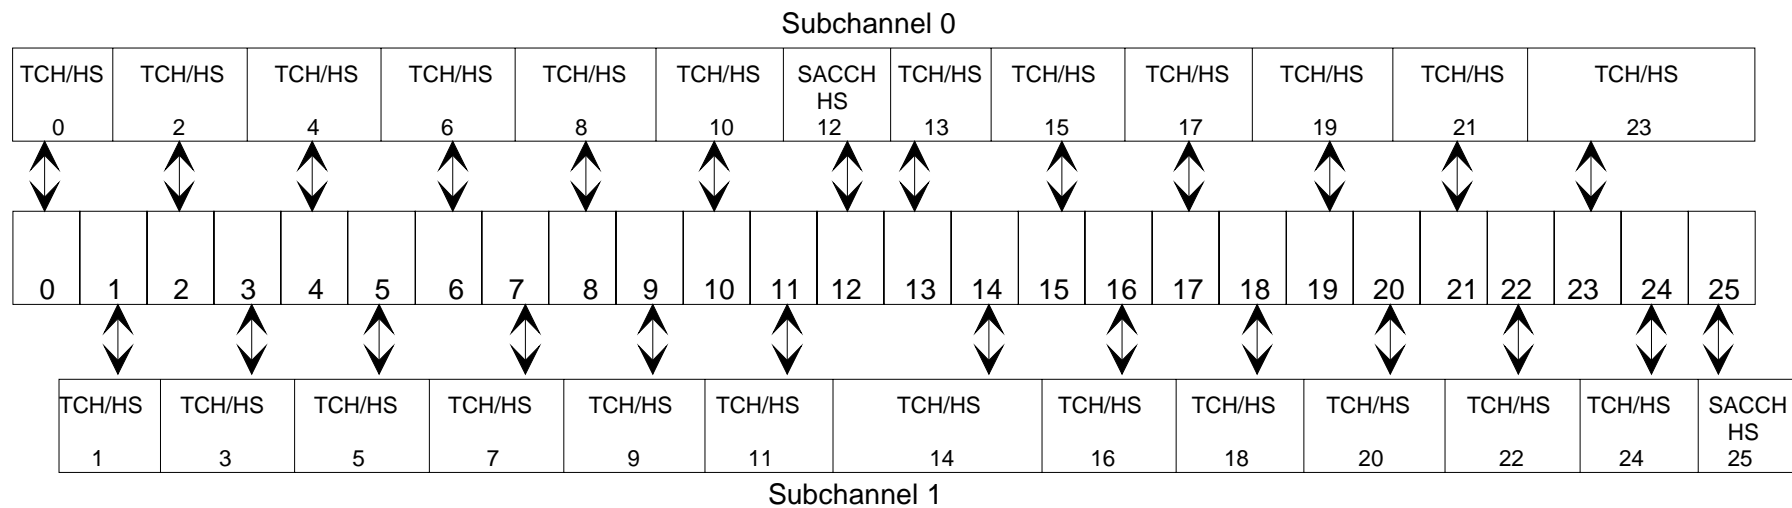 Subchannel 0
TCH/HS TCH/HS TCH/HS TCH/HS TCH/HS TCH/HS SACCH TCH/HS TCH/HS TCH/HS TCH/HS TCH/HS TCH/HS
HS
0 2 4 6 8 10 12 13 15 17 19 21 23
0 1 2 3 4 5 6 7 8 9 10 11 12 13 14 15 16 17 18 19 20 21 22 23 24 25
TCH/HS TCH/HS TCH/HS TCH/HS TCH/HS TCH/HS TCH/HS TCH/HS TCH/HS TCH/HS TCH/HS TCH/HS SACCH
HS
1 3 5 7 9 11 14 16 18 20 22 24 25
Subchannel 1